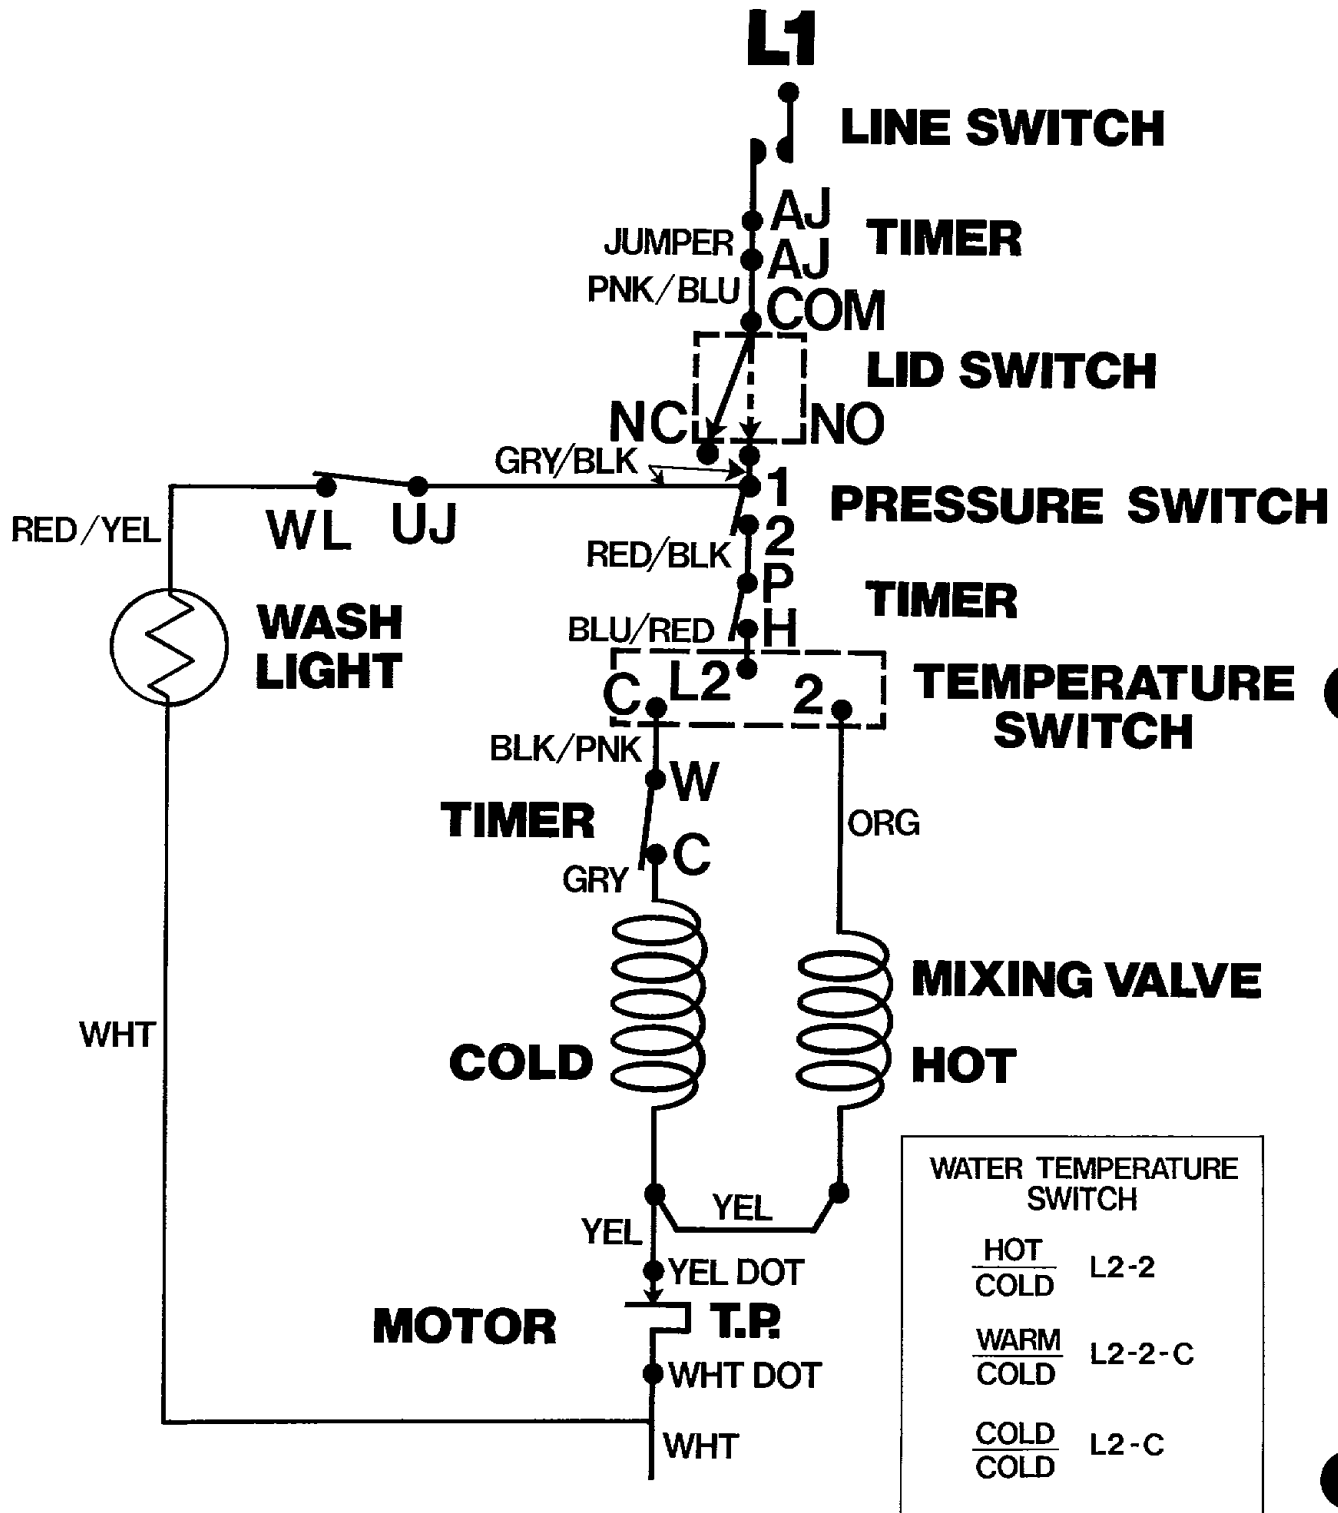 L1
LINE SWITCH
AJ
TIMER
JUMPER
AJ
PNK/BLU
COM
LID SWITCH
NC
NO
GRY/BLK
1
PRESSURE SWITCH
RED/YEL
WL
UJ
2
RED/BLK
P
TIMER
WASH
LIGHT
BLU/RED
H
C
L2
2
TEMPERATURE
SWITCH
BLK/PNK
W
TIMER
ORG
C
GRY
MIXING VALVE
WHT
COLD
HOT
WATER TEMPERATURE
SWITCH
YEL
YEL
HOT
COLD
L2-2
YEL DOT
MOTOR
T.P.
WARM
COLD
L2-2-C
WHT DOT
COLD
COLD
L2-C
WHT